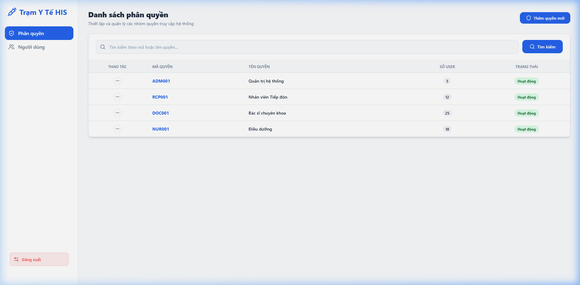 Trạm Y Tế HIS
Phân quyền
Người dùng
Đăng xuất
Danh sách phân quyền
Thiết lập và quản lý các nhóm quyền truy cập hệ thống
Thêm quyền mới
Tìm kiếm theo mã hoặc tên quyền...
Tìm kiếm
THAO TÁC MÃ QUYỀN TÊN QUYỀN SỐ USER TRẠNG THÁI
ADM001 Quản trị hệ thống 3 Hoạt động
RCP001 Nhân viên Tiếp đón 12 Hoạt động
DOC001 Bác sĩ chuyên khoa 25 Hoạt động
NUR001 Điều dưỡng 18 Hoạt động